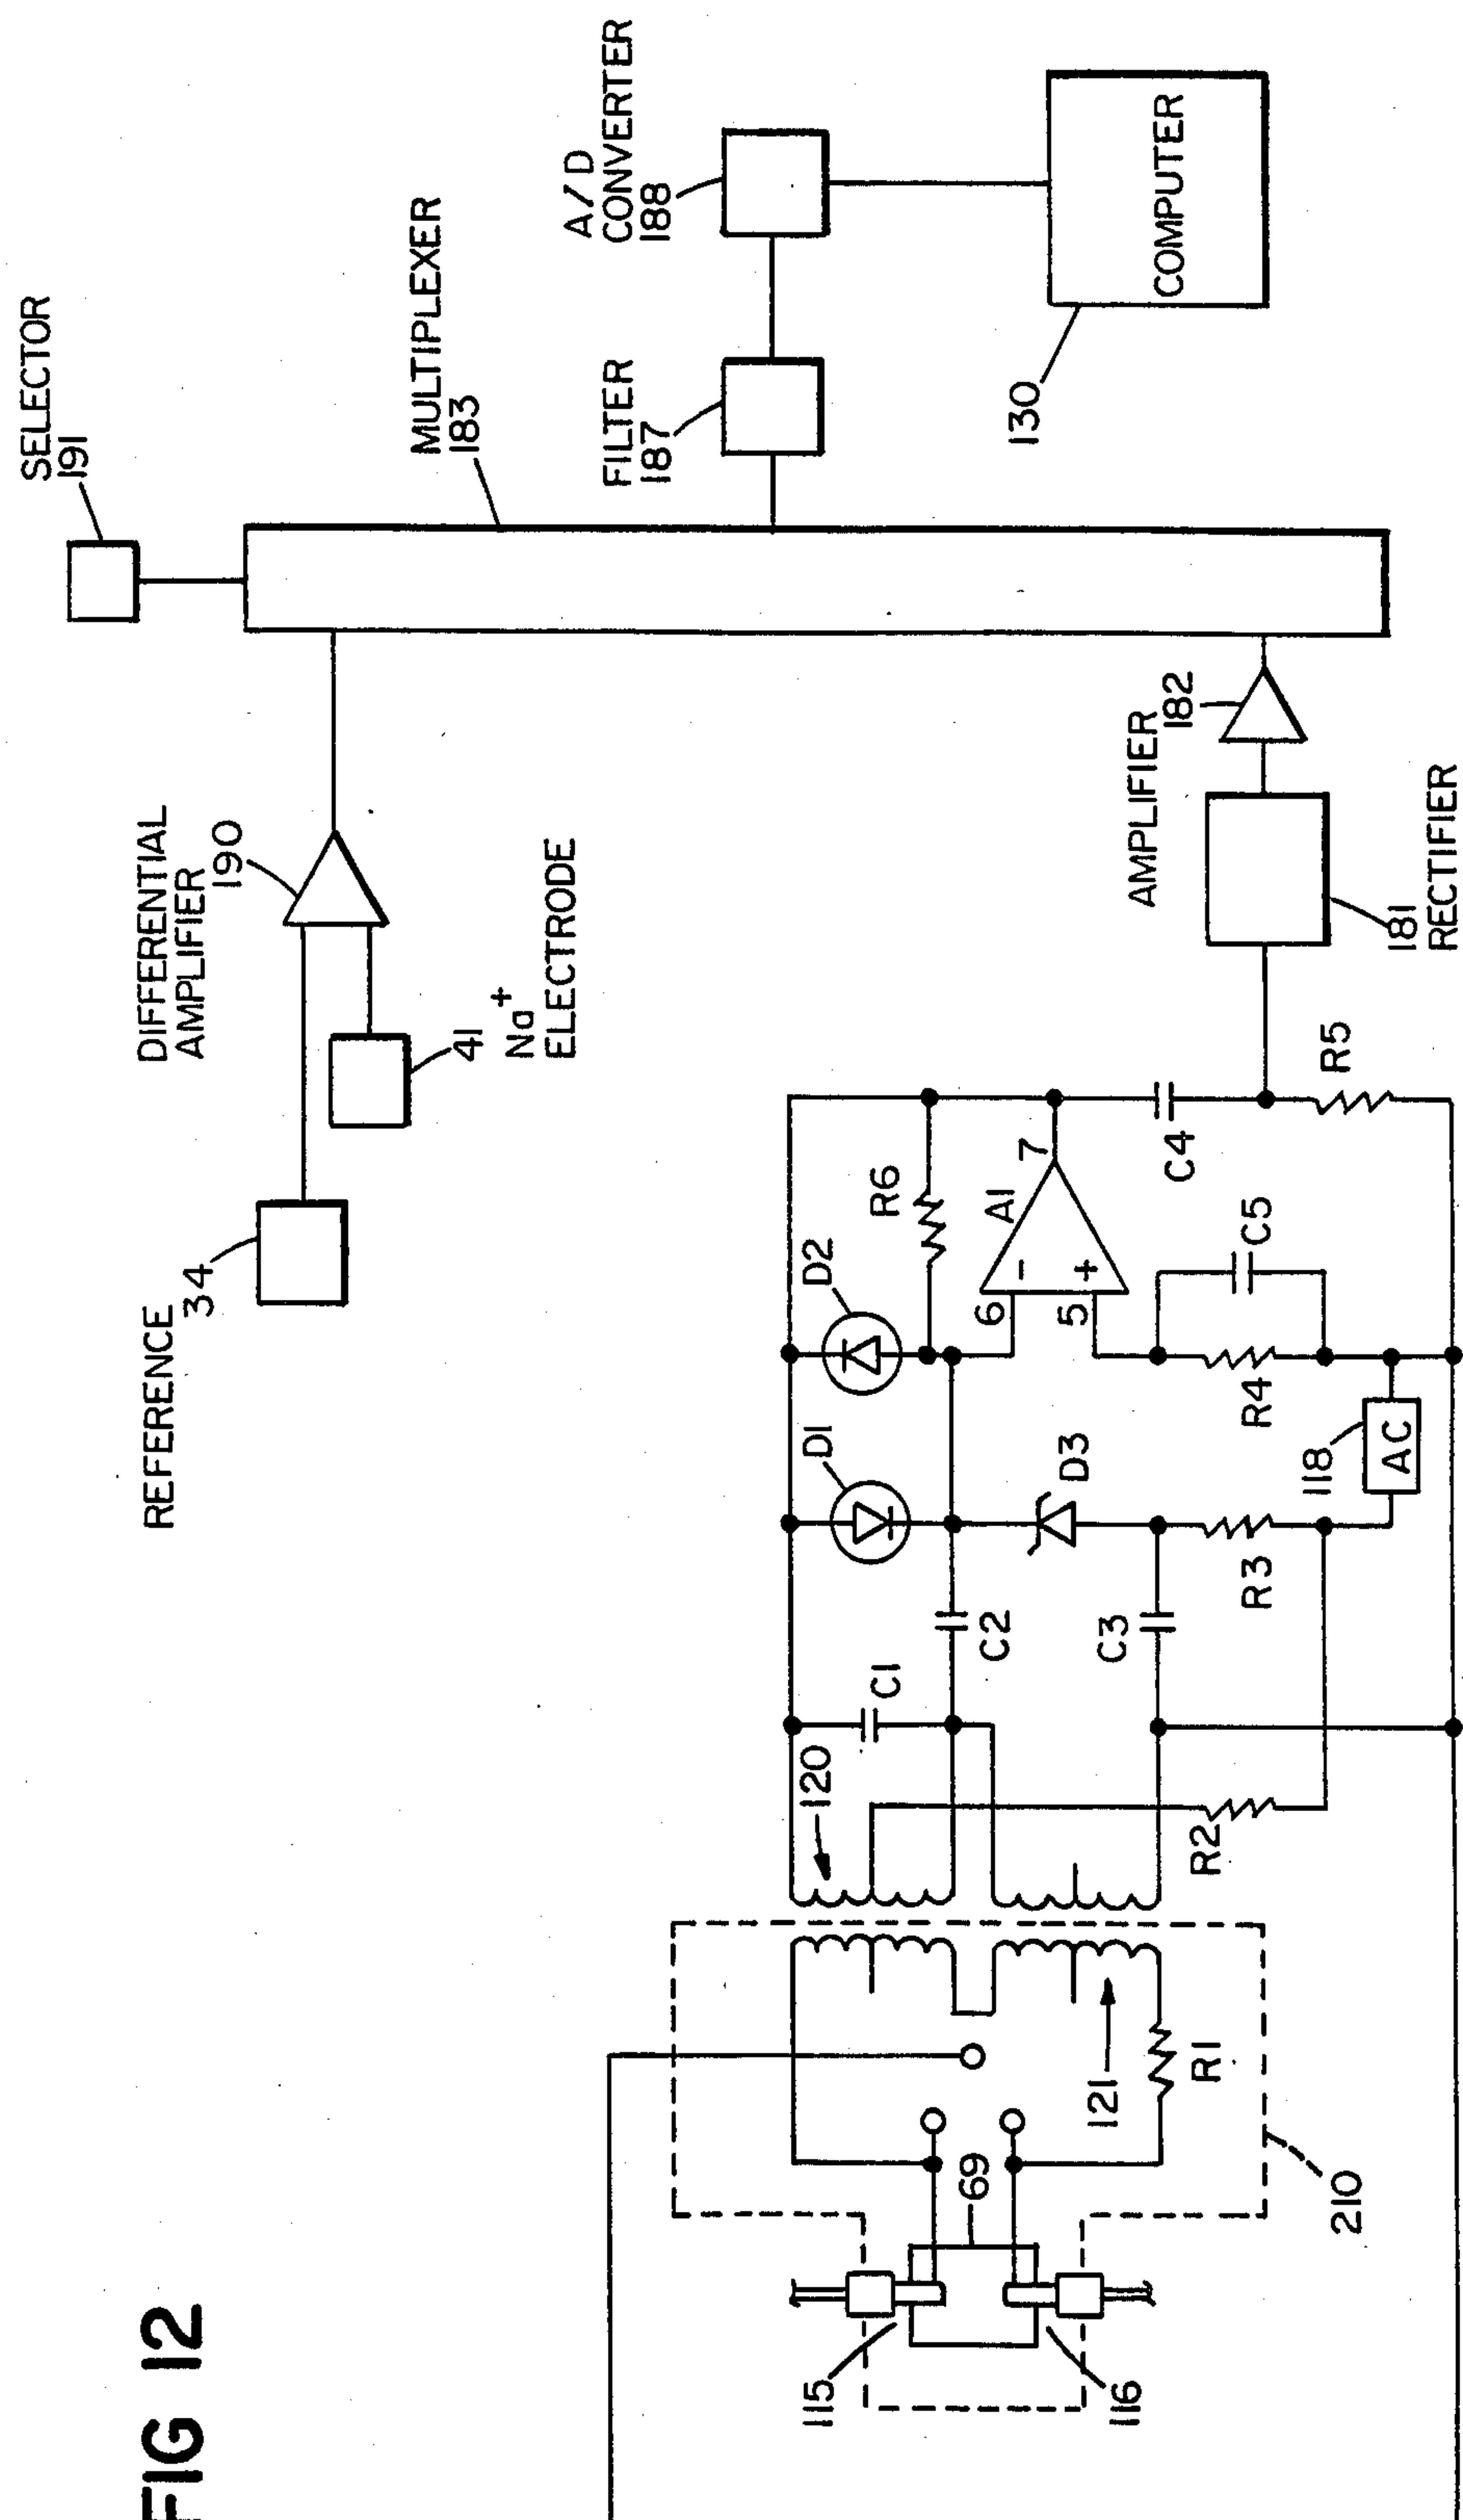 FIG 12
REFERENCE
34
DIFFERENTIAL
AMPLIFIER
190
41
Na+
ELECTRODE
SELECTOR
191
MULTIPLEXER
183
FILTER
187
A/D
CONVERTER
188
130
COMPUTER
AMPLIFIER
182
181
RECTIFIER
115
116
69
210
121
R1
120
C1
R2
C2
C3
D1
D2
D3
R3
118
AC
R4
C5
R6
A1
6
5
7
-
+
C4
R5